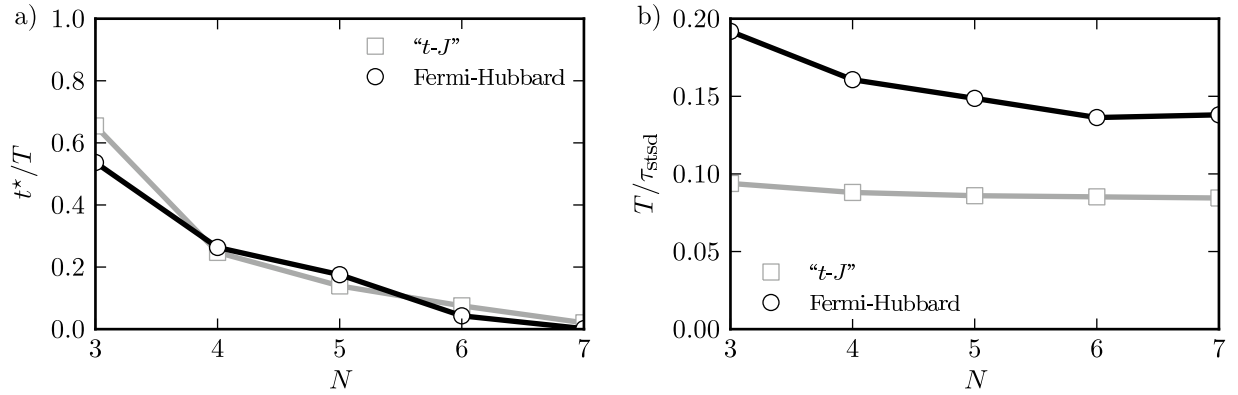 a)
1.0
0.8
0.6
0.4
0.2
0.0
t⋆/T
3 4 5 6 7
N
“t-J”
Fermi-Hubbard
b)
0.20
0.15
0.10
0.05
0.00
T/τstsd
3 4 5 6 7
N
“t-J”
Fermi-Hubbard